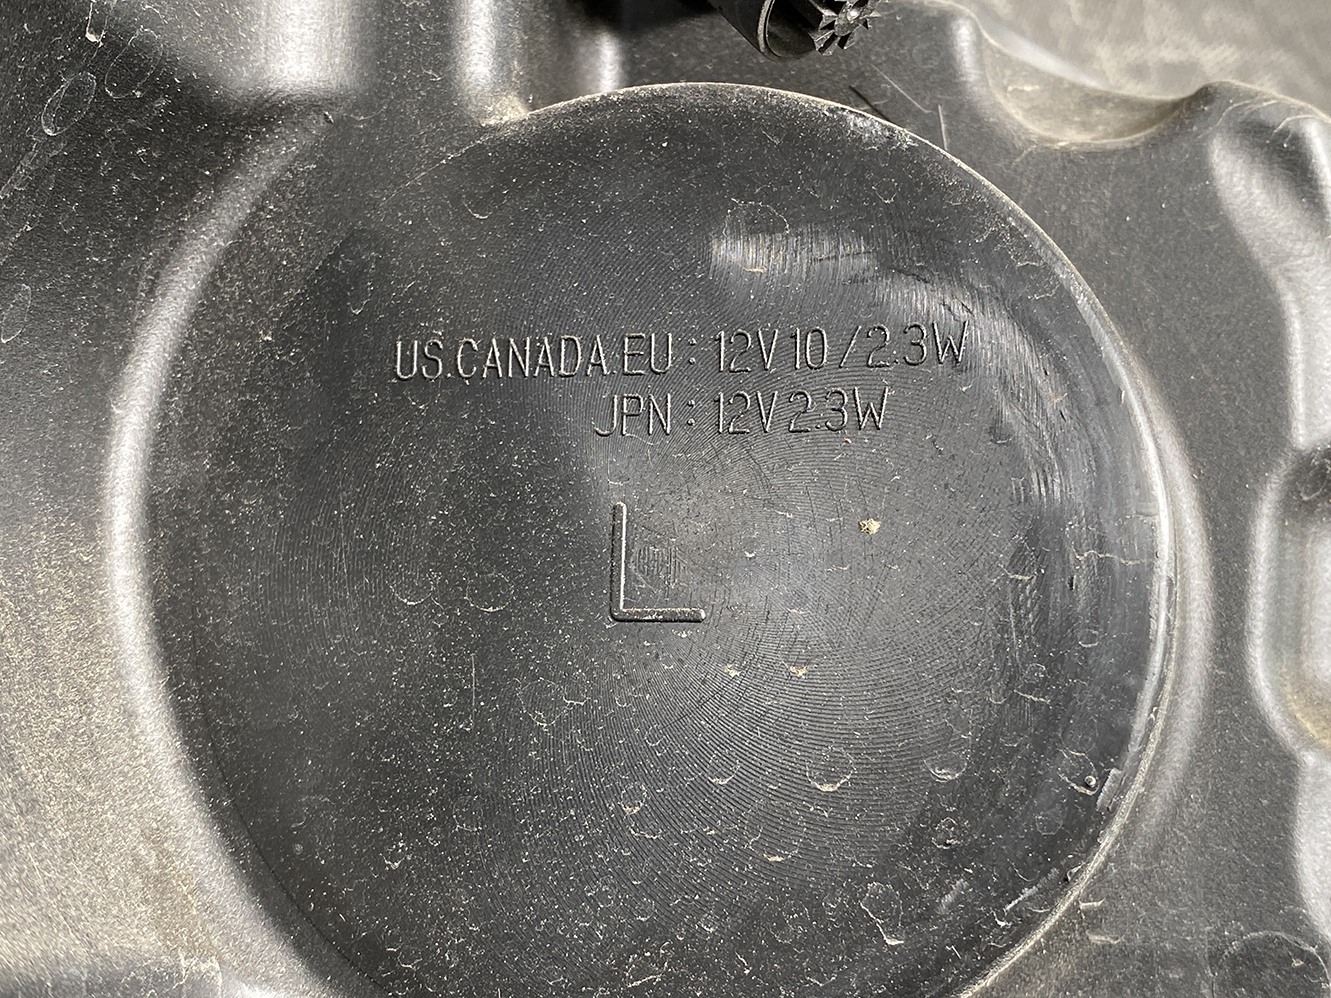 US.CANADA.EU : 12V 10/2.3W
JPN : 12V 2.3W
L